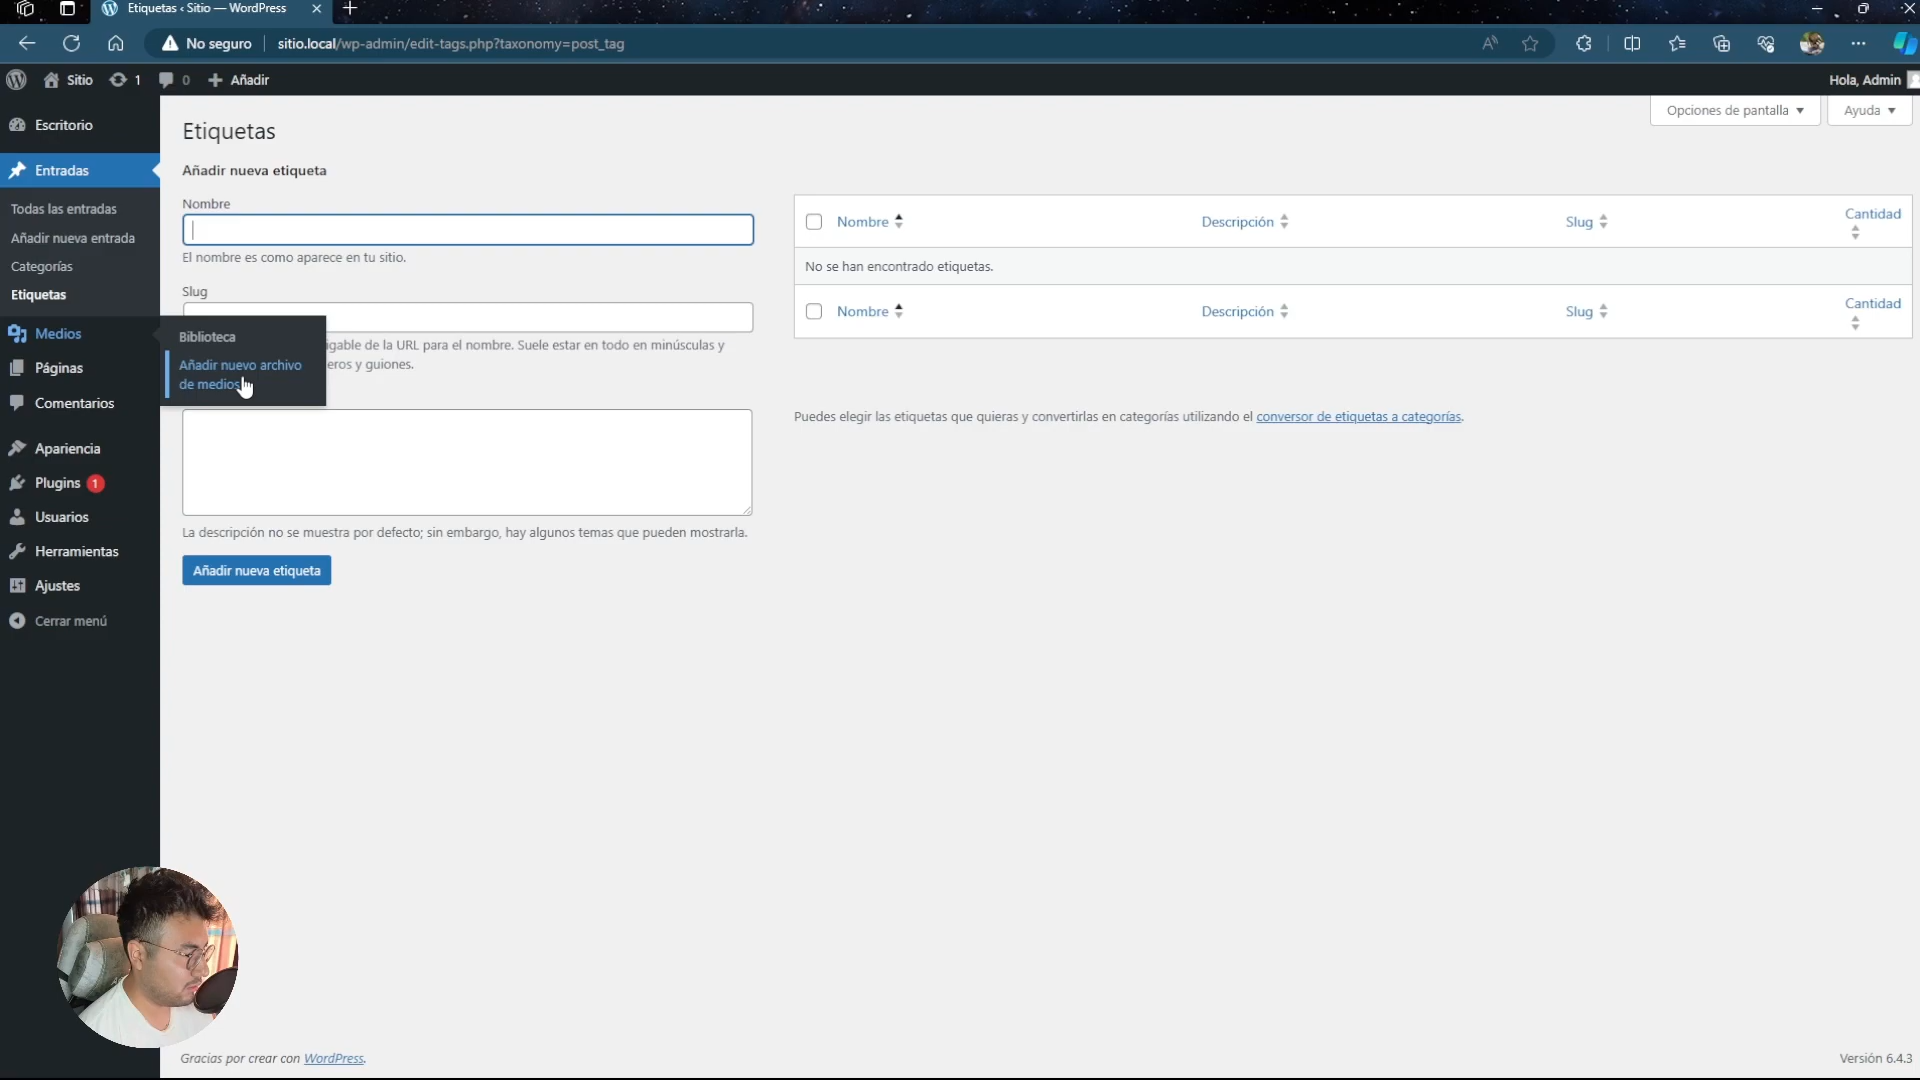 Etiquetas ‹ Sitio — WordPress
No seguro
sitio.local/wp-admin/edit-tags.php?taxonomy=post_tag
Sitio
1
0
Añadir
Hola, Admin
Opciones de pantalla
Ayuda
Escritorio
Entradas
Todas las entradas
Añadir nueva entrada
Categorías
Etiquetas
Medios
Biblioteca
Añadir nuevo archivo
de medios
Páginas
Comentarios
Apariencia
Plugins 1
Usuarios
Herramientas
Ajustes
Cerrar menú
Etiquetas
Añadir nueva etiqueta
Nombre
El nombre es como aparece en tu sitio.
Slug
de la URL para el nombre. Suele estar en todo en minúsculas y
y guiones.
La descripción no se muestra por defecto; sin embargo, hay algunos temas que pueden mostrarla.
Añadir nueva etiqueta
Nombre
Descripción
Slug
Cantidad
No se han encontrado etiquetas.
Nombre
Descripción
Slug
Cantidad
Puedes elegir las etiquetas que quieras y convertirlas en categorías utilizando el conversor de etiquetas a categorías.
Gracias por crear con WordPress.
Versión 6.4.3